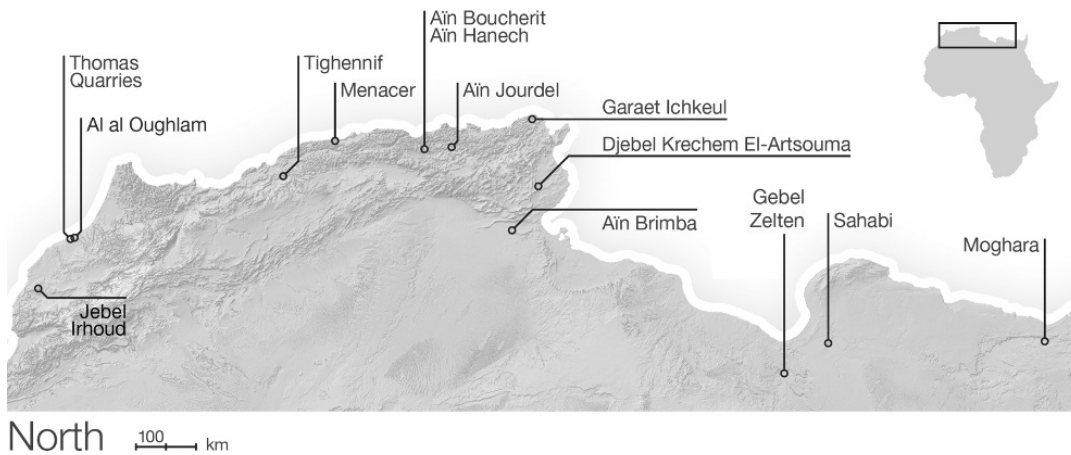 Aïn Boucherit
Aïn Hanech
Thomas
Quarries
Tighennif
Menacer
Aïn Jourdel
Garaet Ichkeul
Al al Oughlam
Djebel Krechem El-Artsouma
Gebel
Zelten
Aïn Brimba
Sahabi
Moghara
Jebel
Irhoud
North
100
km